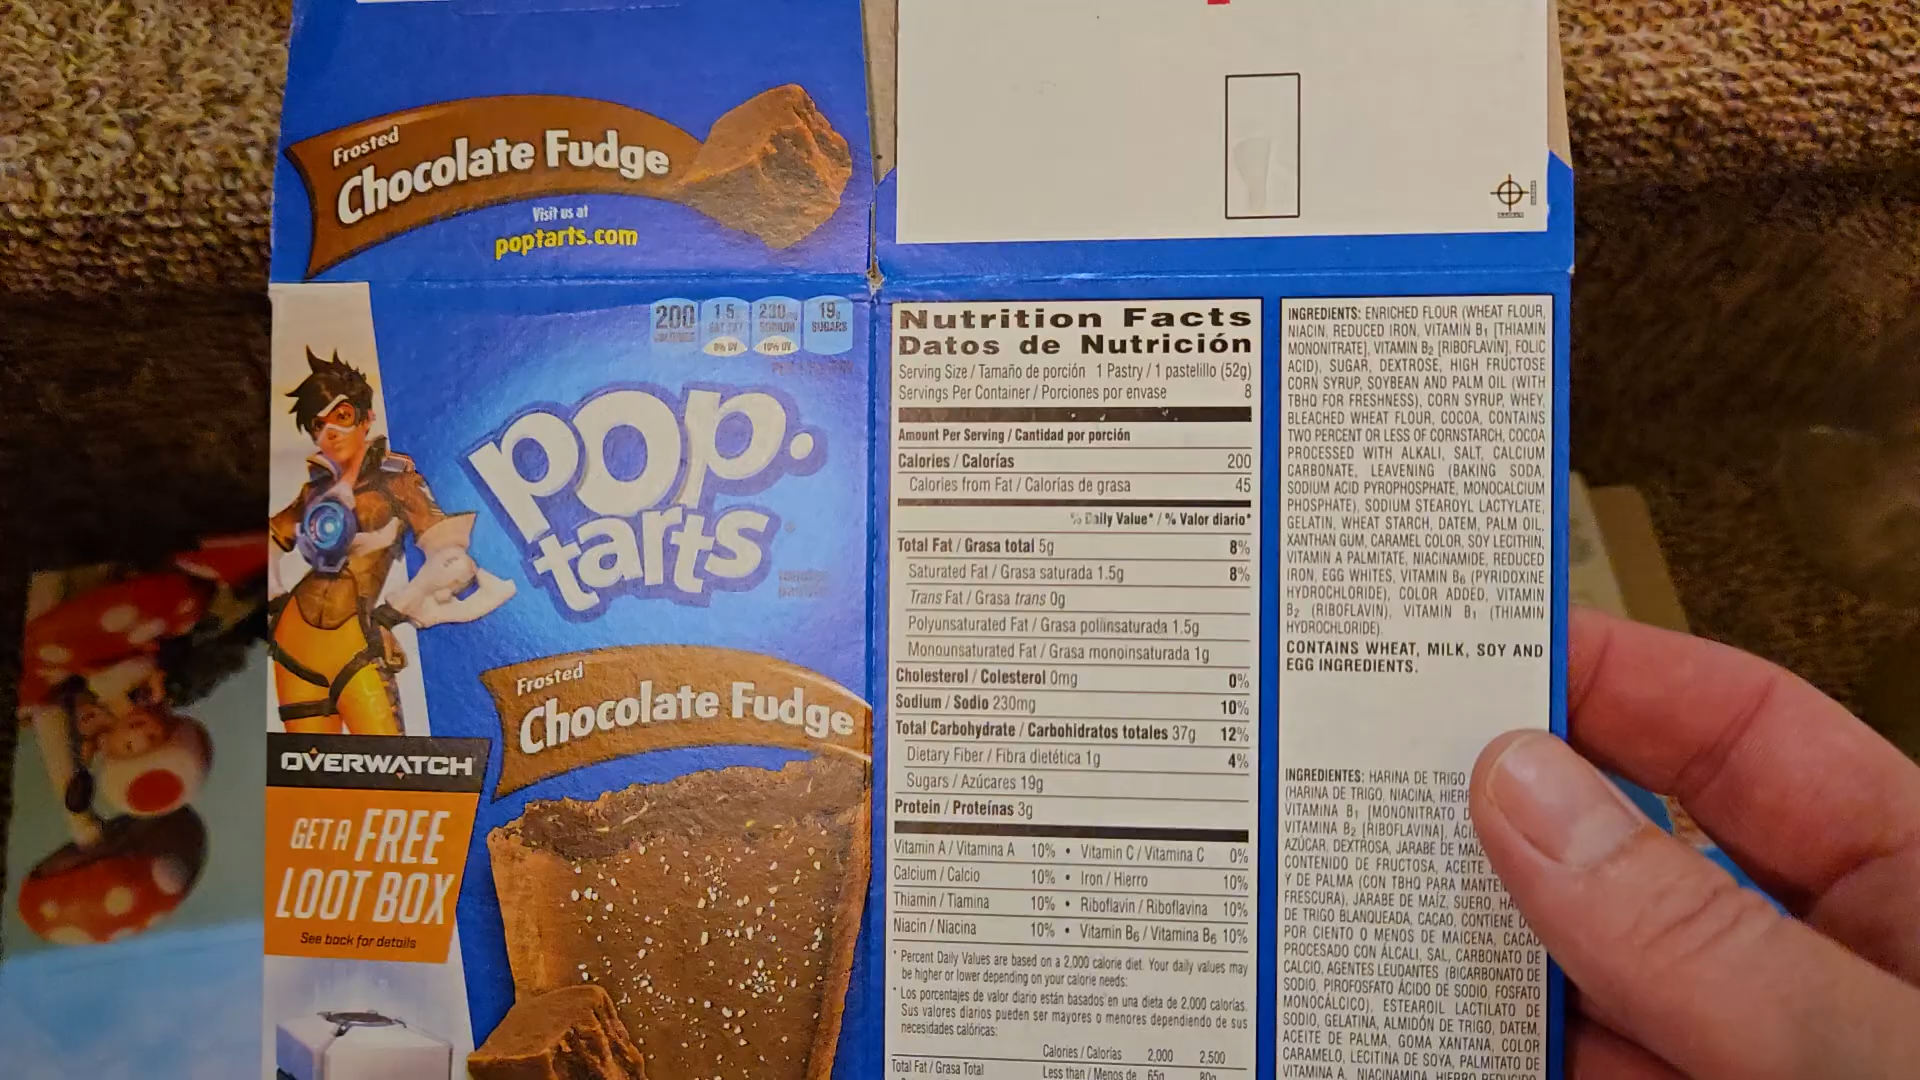 Frosted
Chocolate Fudge
Visit us at
poptarts.com
200 1.5g 230mg 19g
CALORIES SAT FAT SODIUM SUGARS
8% DV 10% DV
pop.
tarts
Frosted
Chocolate Fudge
OVERWATCH
GET A FREE
LOOT BOX
See back for details
Nutrition Facts
Datos de Nutrición
Serving Size / Tamaño de porción 1 Pastry / 1 pastelillo (52g)
Servings Per Container / Porciones por envase 8
Amount Per Serving / Cantidad por porción
Calories / Calorías 200
Calories from Fat / Calorías de grasa 45
% Daily Value* / % Valor diario*
Total Fat / Grasa total 5g 8%
Saturated Fat / Grasa saturada 1.5g 8%
Trans Fat / Grasa trans 0g
Polyunsaturated Fat / Grasa poliinsaturada 1.5g
Monounsaturated Fat / Grasa monoinsaturada 1g
Cholesterol / Colesterol 0mg 0%
Sodium / Sodio 230mg 10%
Total Carbohydrate / Carbohidratos totales 37g 12%
Dietary Fiber / Fibra dietética 1g 4%
Sugars / Azúcares 19g
Protein / Proteínas 3g
Vitamin A / Vitamina A 10% • Vitamin C / Vitamina C 0%
Calcium / Calcio 10% • Iron / Hierro 10%
Thiamin / Tiamina 10% • Riboflavin / Riboflavina 10%
Niacin / Niacina 10% • Vitamin B6 / Vitamina B6 10%
* Percent Daily Values are based on a 2,000 calorie diet. Your daily values may
be higher or lower depending on your calorie needs:
* Los porcentajes de valor diario están basados en una dieta de 2,000 calorías.
Sus valores diarios pueden ser mayores o menores dependiendo de sus
necesidades calóricas:
Calories / Calorías 2,000 2,500
Total Fat / Grasa Total Less than / Menos de 65g 80g
INGREDIENTS: ENRICHED FLOUR (WHEAT FLOUR,
NIACIN, REDUCED IRON, VITAMIN B1 [THIAMIN
MONONITRATE], VITAMIN B2 [RIBOFLAVIN], FOLIC
ACID), SUGAR, DEXTROSE, HIGH FRUCTOSE
CORN SYRUP, SOYBEAN AND PALM OIL (WITH
TBHQ FOR FRESHNESS), CORN SYRUP, WHEY,
BLEACHED WHEAT FLOUR, COCOA, CONTAINS
TWO PERCENT OR LESS OF CORNSTARCH, COCOA
PROCESSED WITH ALKALI, SALT, CALCIUM
CARBONATE, LEAVENING (BAKING SODA,
SODIUM ACID PYROPHOSPHATE, MONOCALCIUM
PHOSPHATE), SODIUM STEAROYL LACTYLATE,
GELATIN, WHEAT STARCH, DATEM, PALM OIL,
XANTHAN GUM, CARAMEL COLOR, SOY LECITHIN,
VITAMIN A PALMITATE, NIACINAMIDE, REDUCED
IRON, EGG WHITES, VITAMIN B6 (PYRIDOXINE
HYDROCHLORIDE), COLOR ADDED, VITAMIN
B2 (RIBOFLAVIN), VITAMIN B1 (THIAMIN
HYDROCHLORIDE).
CONTAINS WHEAT, MILK, SOY AND
EGG INGREDIENTS.
INGREDIENTES: HARINA DE TRIGO
(HARINA DE TRIGO, NIACINA,
VITAMINA B1 [MONONITRATO
VITAMINA B2 [RIBOFLAVINA],
AZÚCAR, DEXTROSA, JARABE DE MAÍZ
CONTENIDO DE FRUCTOSA, ACEITE
Y DE PALMA (CON TBHQ PARA
FRESCURA), JARABE DE MAÍZ, SUERO,
DE TRIGO BLANQUEADA, CACAO, CONTIENE
POR CIENTO O MENOS DE MAICENA, CACAO
PROCESADO CON ÁLCALI, SAL, CARBONATO DE
CALCIO, AGENTES LEUDANTES (BICARBONATO DE
SODIO, PIROFOSFATO ÁCIDO DE SODIO, FOSFATO
MONOCÁLCICO), ESTEAROIL LACTILATO DE
SODIO, GELATINA, ALMIDÓN DE TRIGO, DATEM,
ACEITE DE PALMA, GOMA XANTANA, COLOR
CARAMELO, LECITINA DE SOYA, PALMITATO DE
VITAMINA A, NIACINAMIDA, HIERRO REDUCIDO,